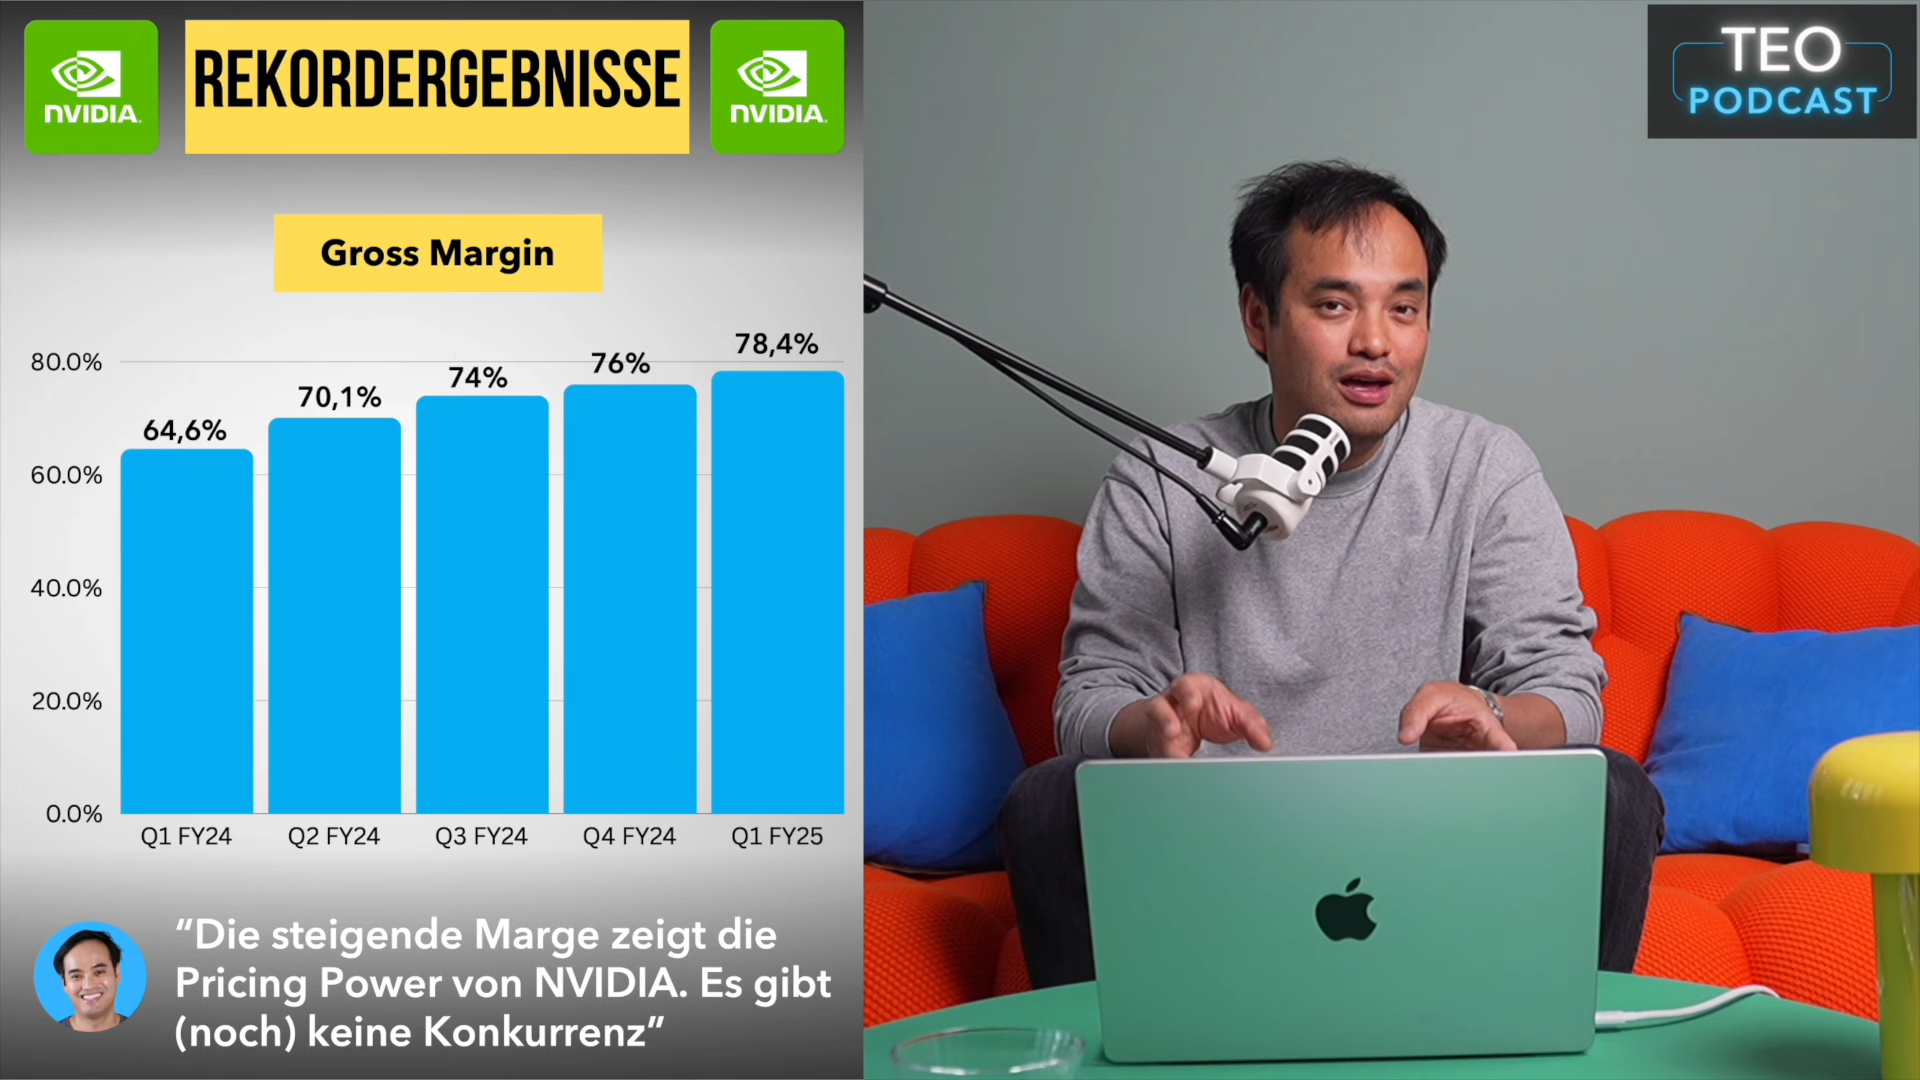 NVIDIA.
REKORDERGEBNISSE
NVIDIA.
TEO
PODCAST
Gross Margin
80.0%
60.0%
40.0%
20.0%
0.0%
64,6%
70,1%
74%
76%
78,4%
Q1 FY24
Q2 FY24
Q3 FY24
Q4 FY24
Q1 FY25
“Die steigende Marge zeigt die
Pricing Power von NVIDIA. Es gibt
(noch) keine Konkurrenz”